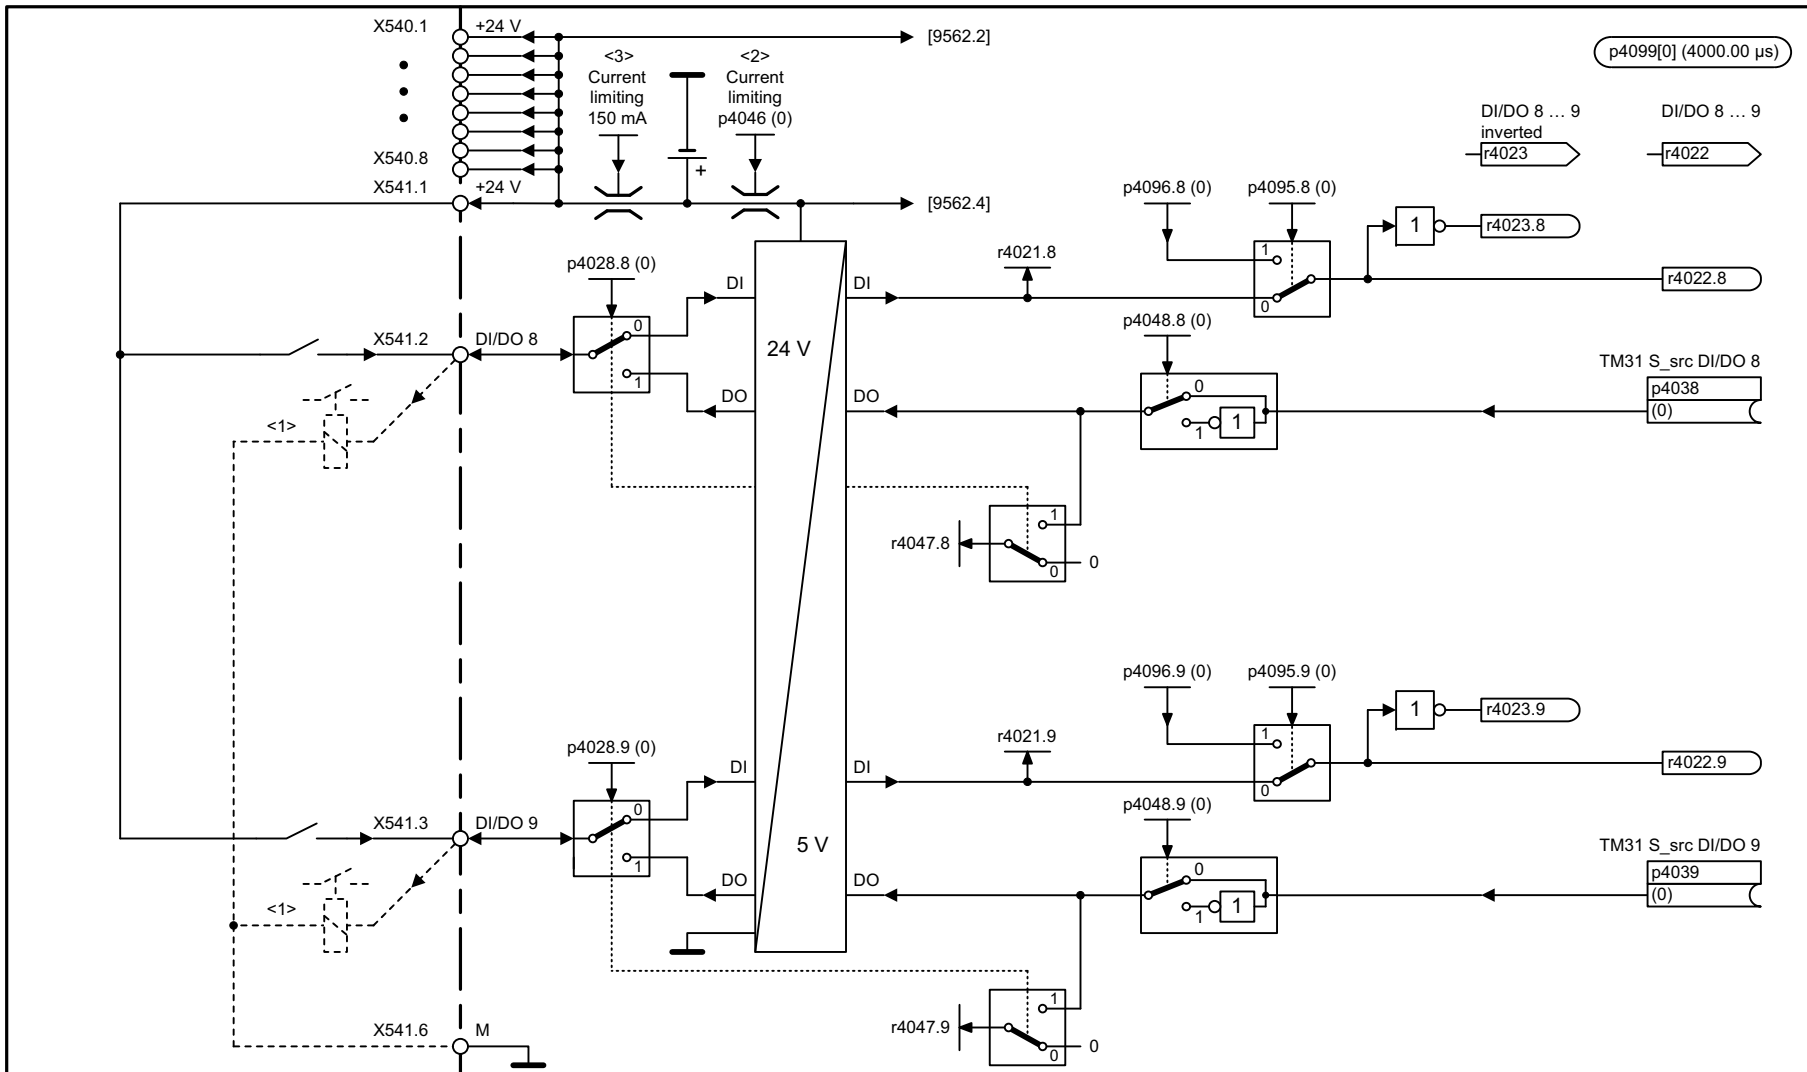 X540.1
+24 V
[9562.2]
p4099[0] (4000.00 µs)
<3>
Current
limiting
150 mA
<2>
Current
limiting
p4046 (0)
+
DI/DO 8 … 9
inverted
r4023
DI/DO 8 … 9
r4022
X540.8
X541.1
+24 V
[9562.4]
p4096.8 (0)
p4095.8 (0)
1
0
1
r4023.8
r4022.8
p4028.8 (0)
DI
DI
r4021.8
X541.2
DI/DO 8
0
1
24 V
p4048.8 (0)
0
1
1
TM31 S_src DI/DO 8
p4038
(0)
DO
DO
<1>
r4047.8
1
0
0
p4096.9 (0)
p4095.9 (0)
1
0
1
r4023.9
r4022.9
p4028.9 (0)
DI
DI
r4021.9
X541.3
DI/DO 9
0
1
5 V
p4048.9 (0)
0
1
1
TM31 S_src DI/DO 9
p4039
(0)
DO
DO
<1>
r4047.9
1
0
0
X541.6
M